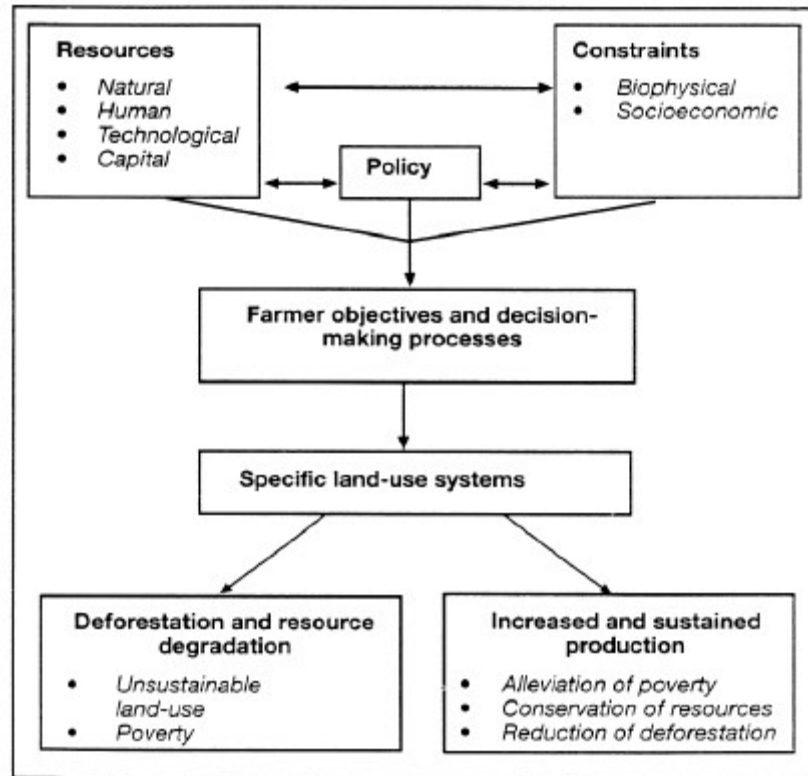 Resources
• Natural
• Human
• Technological
• Capital
Constraints
• Biophysical
• Socioeconomic
Policy
Farmer objectives and decision-
making processes
Specific land-use systems
Deforestation and resource
degradation
• Unsustainable
land-use
• Poverty
Increased and sustained
production
• Alleviation of poverty
• Conservation of resources
• Reduction of deforestation